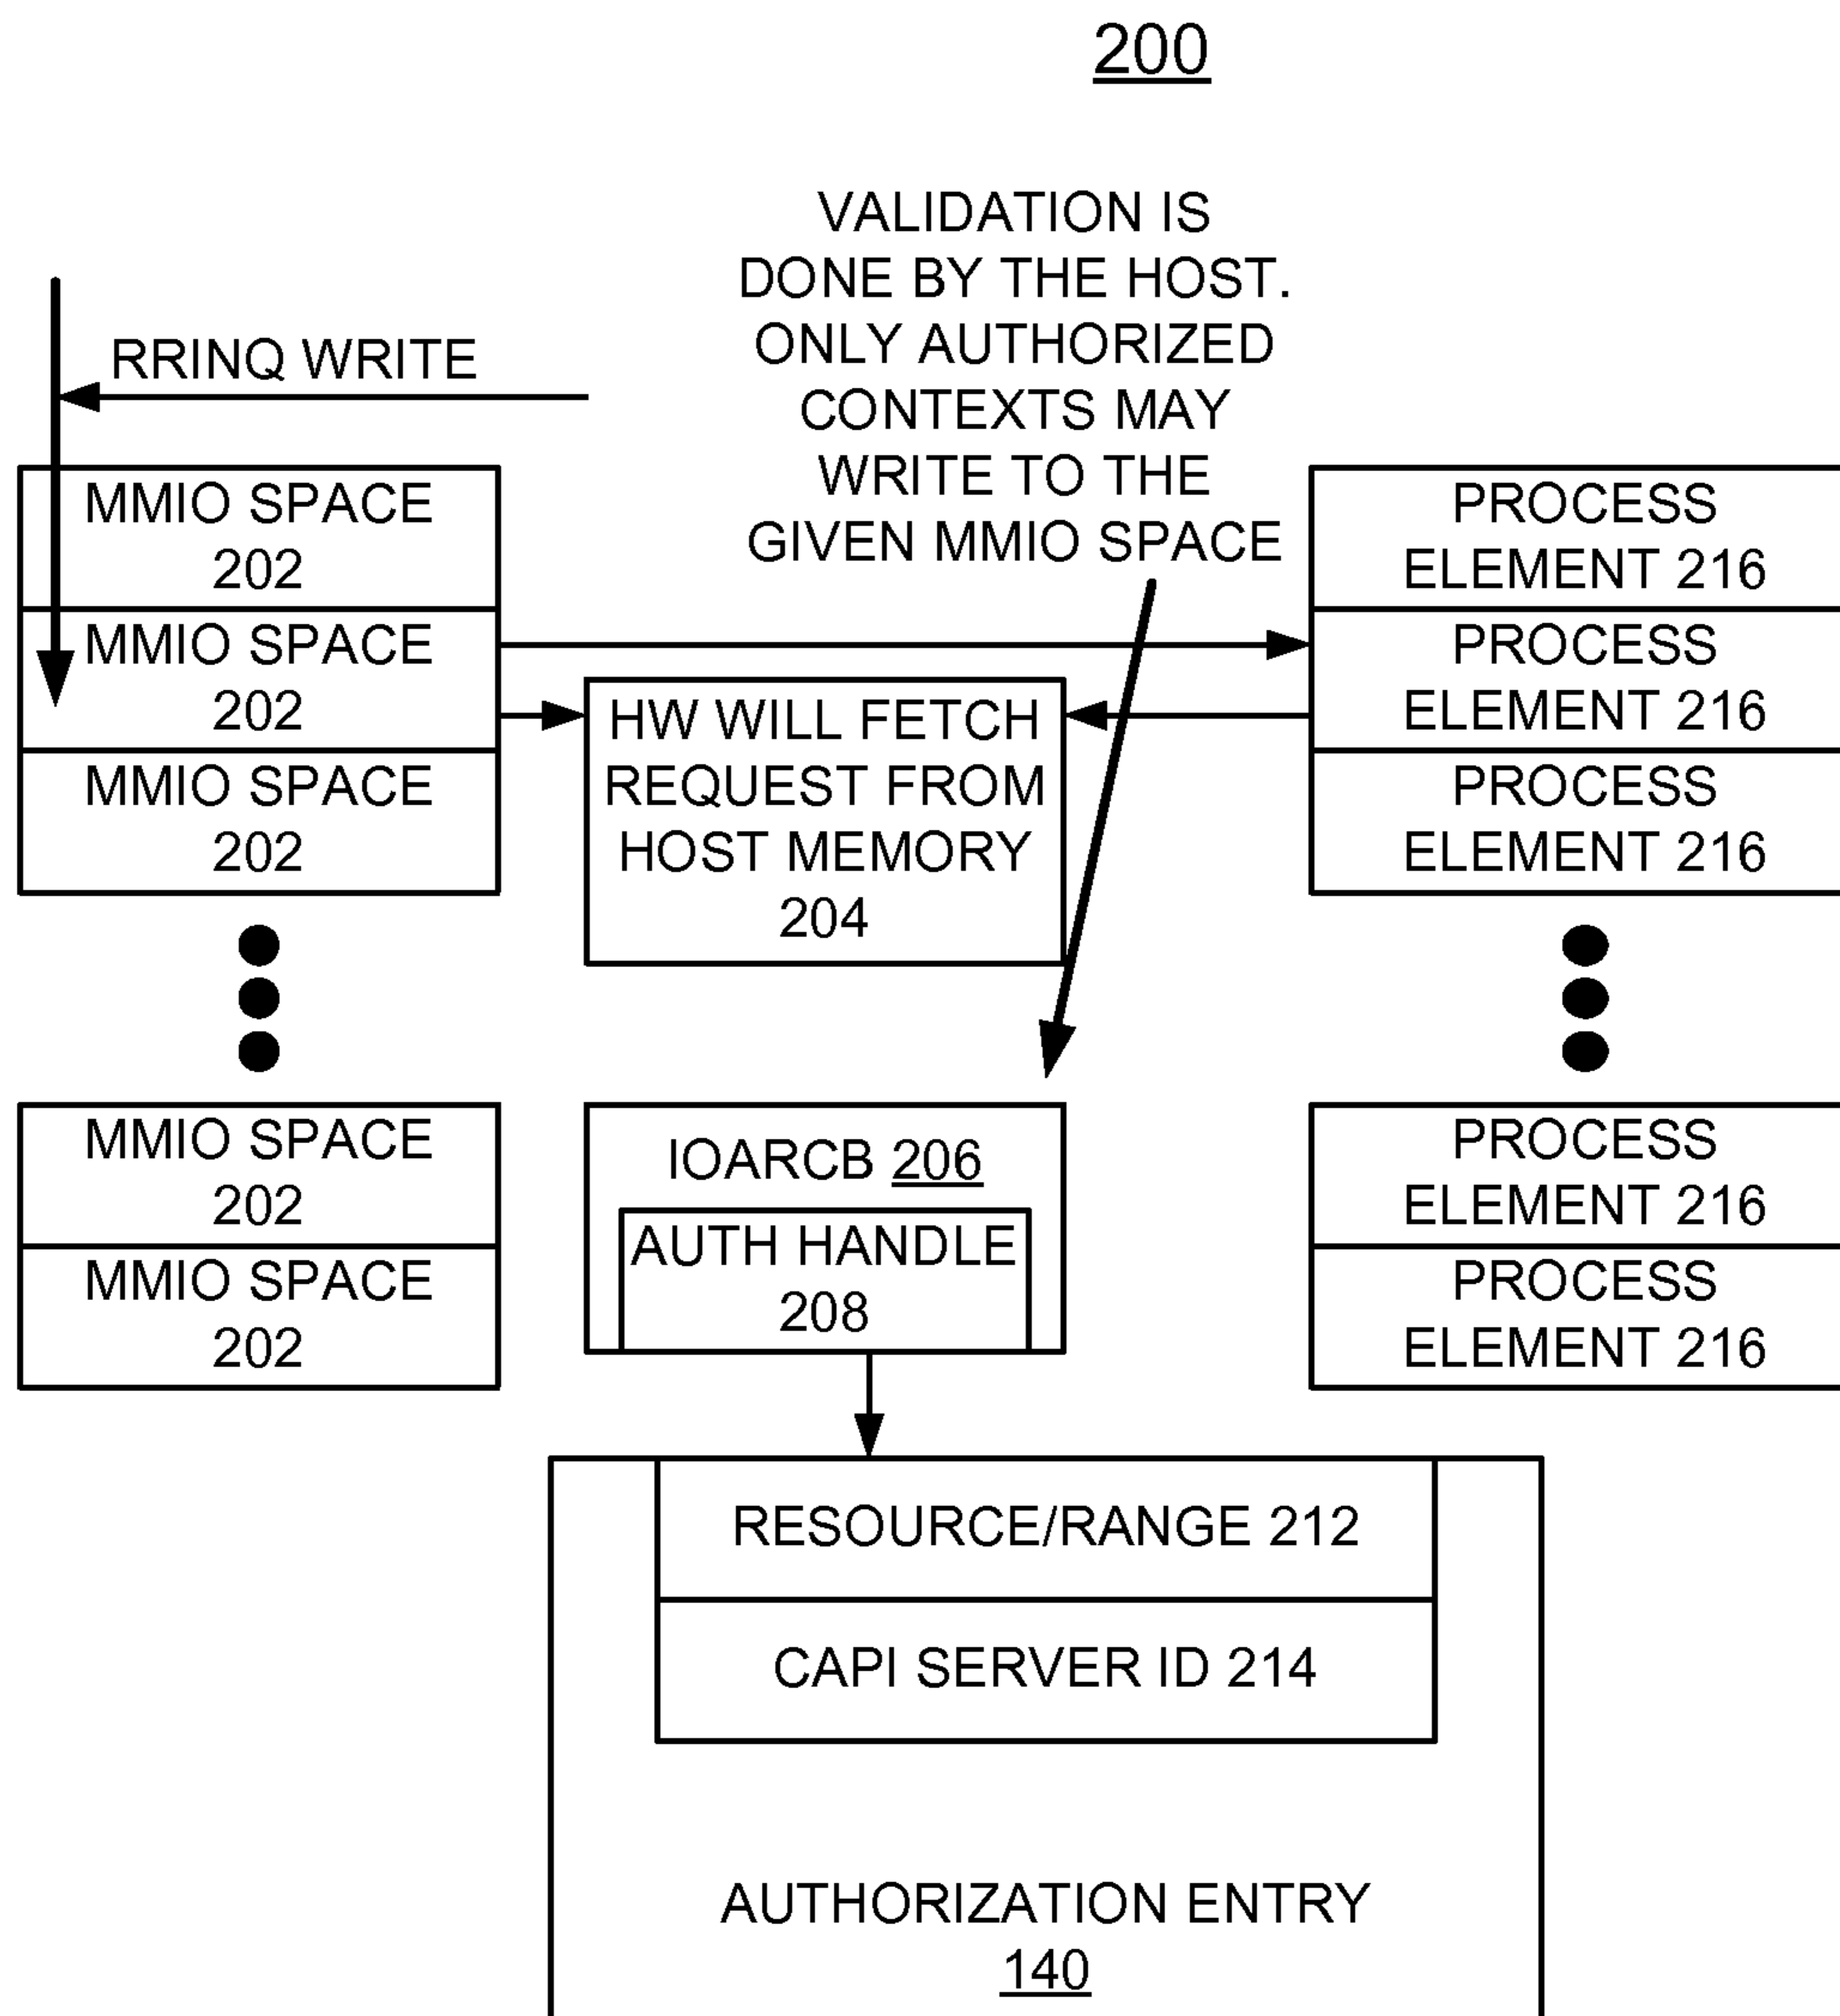 200
VALIDATION IS
DONE BY THE HOST.
ONLY AUTHORIZED
CONTEXTS MAY
WRITE TO THE
GIVEN MMIO SPACE
RRINQ WRITE
MMIO SPACE
202
MMIO SPACE
202
MMIO SPACE
202
HW WILL FETCH
REQUEST FROM
HOST MEMORY
204
PROCESS
ELEMENT 216
PROCESS
ELEMENT 216
PROCESS
ELEMENT 216
MMIO SPACE
202
MMIO SPACE
202
IOARCB 206
AUTH HANDLE
208
PROCESS
ELEMENT 216
PROCESS
ELEMENT 216
RESOURCE/RANGE 212
CAPI SERVER ID 214
AUTHORIZATION ENTRY
140